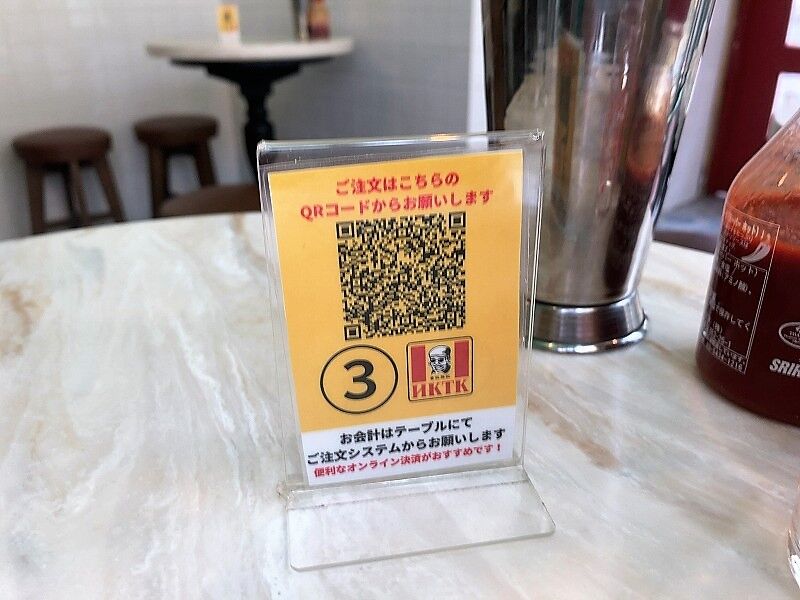 ご注文はこちらの
QRコードからお願いします
3
ИKTK
お会計はテーブルにて
ご注文システムからお願いします
便利なオンライン決済がおすすめです！
SRIR